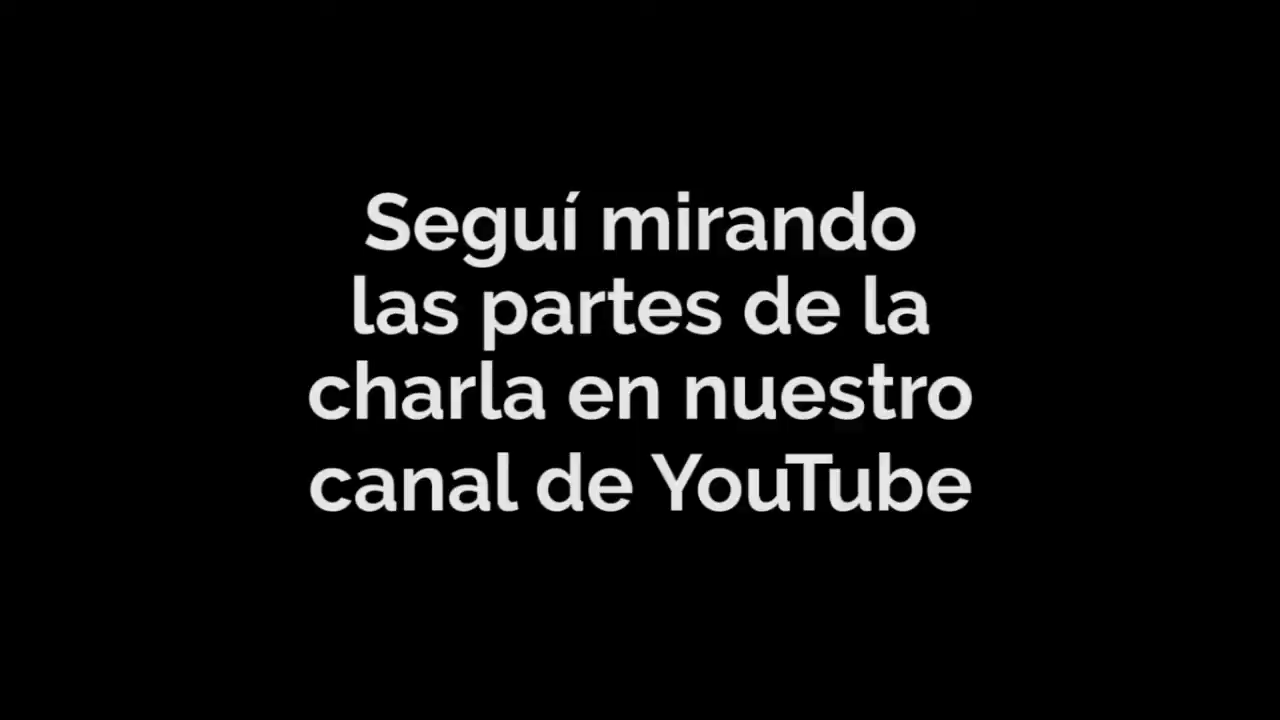 Seguí mirando
las partes de la
charla en nuestro
canal de YouTube